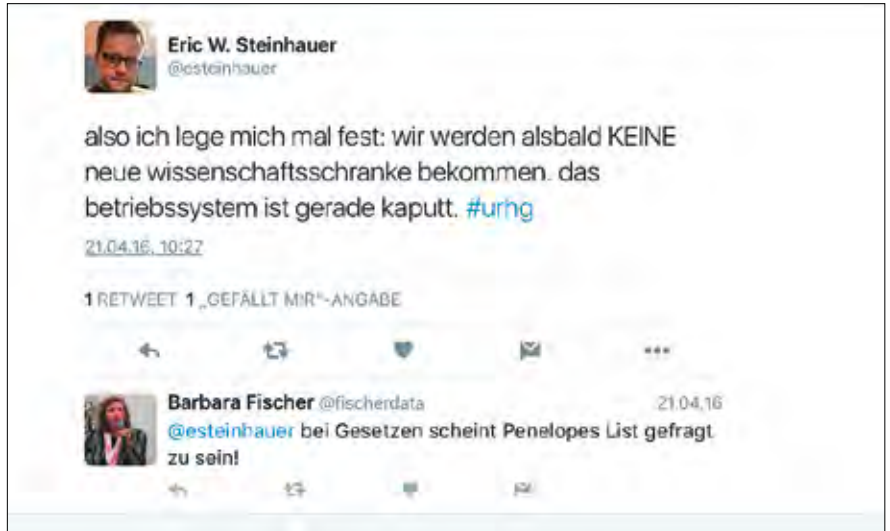 Eric W. Steinhauer
@esteinhauer
also ich lege mich mal fest: wir werden alsbald KEINE
neue wissenschaftsschranke bekommen. das
betriebssystem ist gerade kaputt. #urhg
21.04.16, 10:27
1 RETWEET 1 „GEFÄLLT MIR“-ANGABE
Barbara Fischer @fischerdata 21.04.16
@esteinhauer bei Gesetzen scheint Penelopes List gefragt
zu sein!